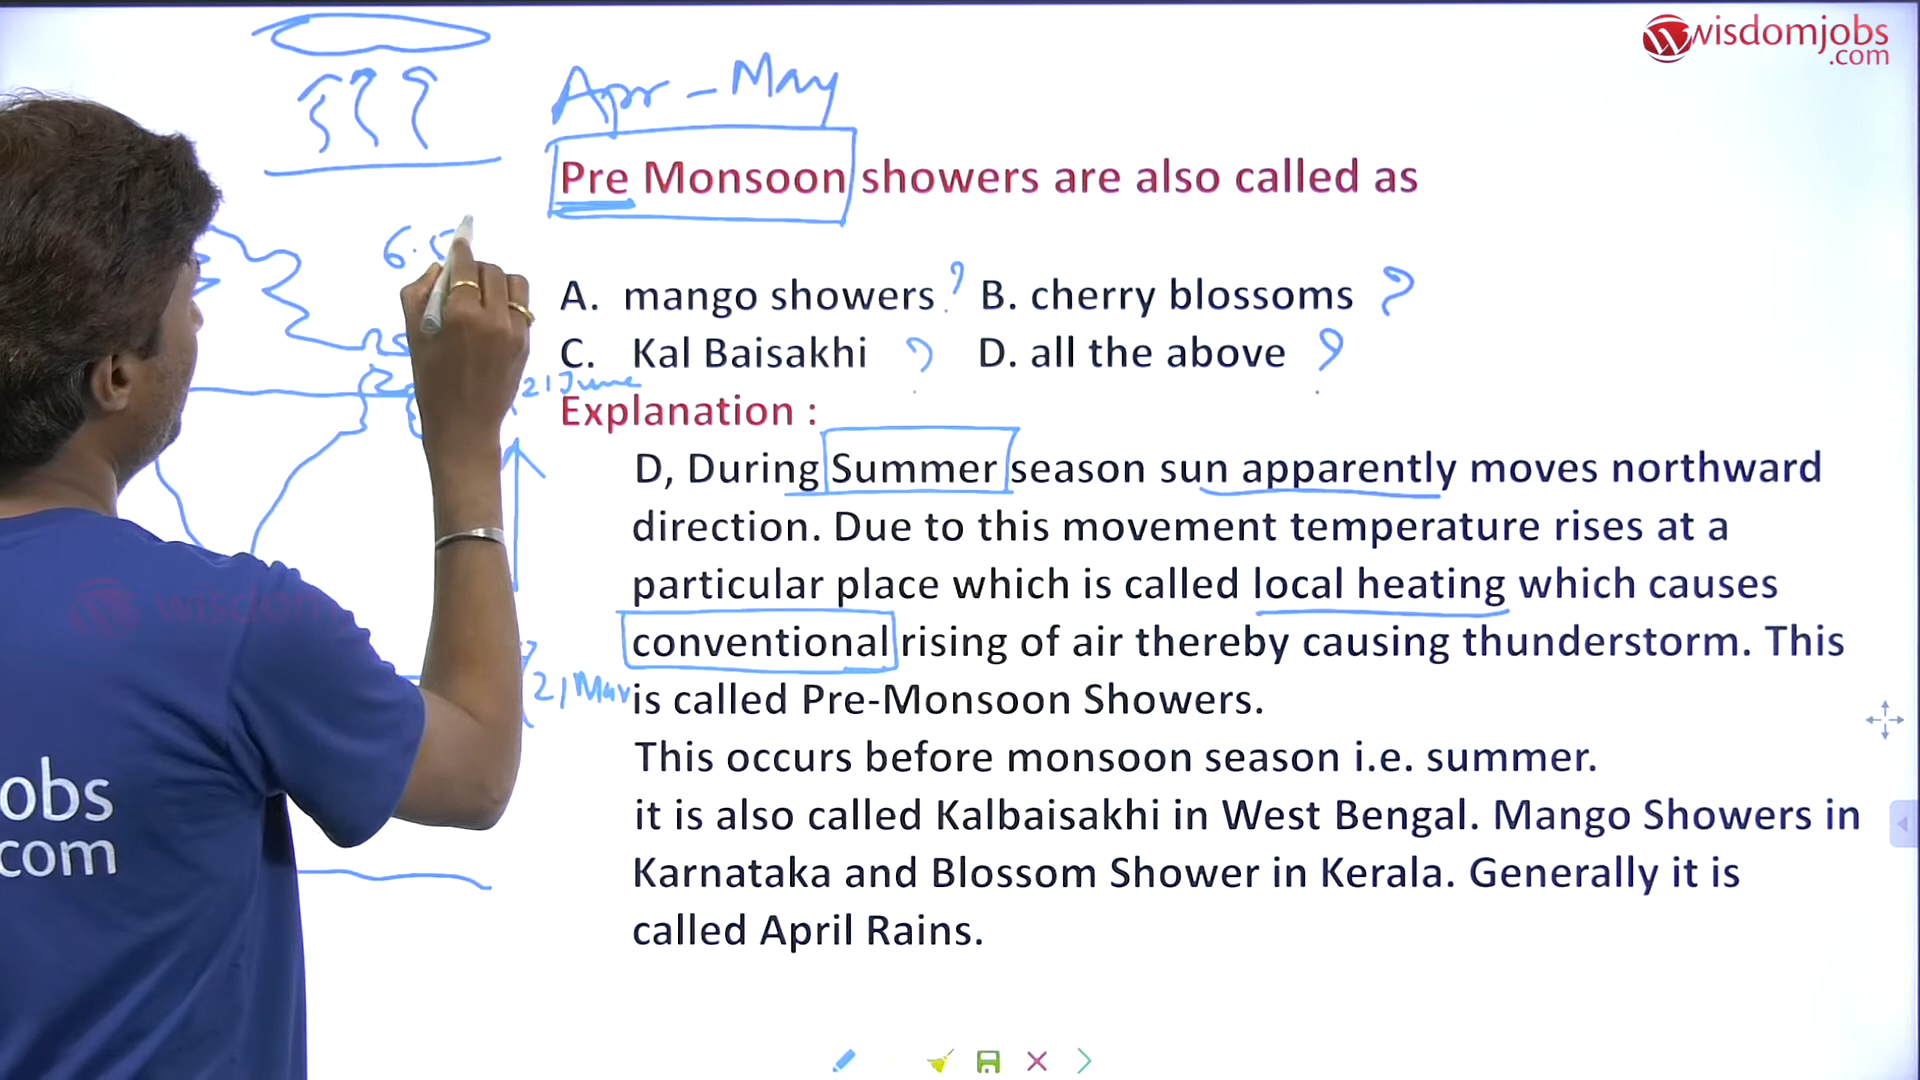 wisdomjobs
.com
Apr - May
Pre Monsoon showers are also called as
6.5
A. mango showers ? B. cherry blossoms ?
C. Kal Baisakhi ? D. all the above ?
21 June
Explanation :
D, During Summer season sun apparently moves northward
direction. Due to this movement temperature rises at a
particular place which is called local heating which causes
conventional rising of air thereby causing thunderstorm. This
21 Mar
is called Pre-Monsoon Showers.
This occurs before monsoon season i.e. summer.
it is also called Kalbaisakhi in West Bengal. Mango Showers in
Karnataka and Blossom Shower in Kerala. Generally it is
called April Rains.
wisdom
obs
com